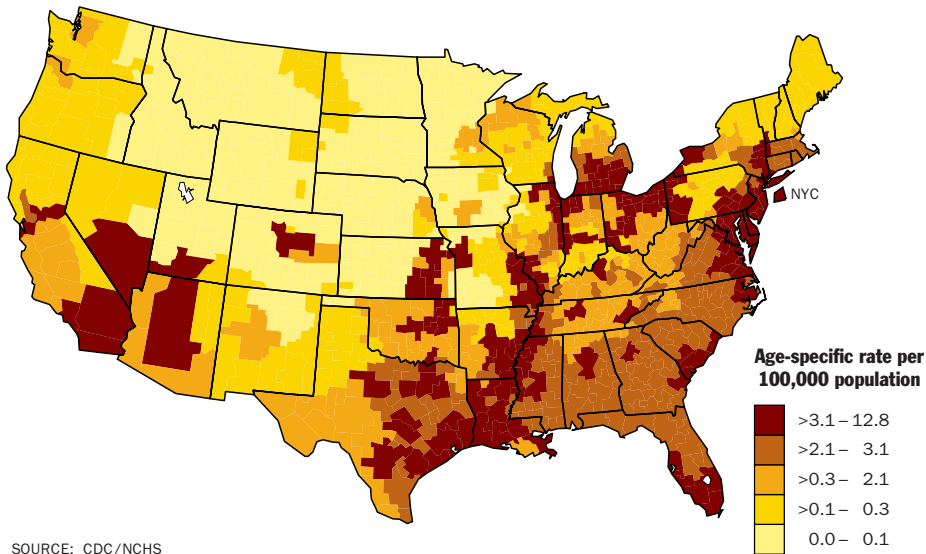 NYC
Age-specific rate per
100,000 population
>3.1 – 12.8
>2.1 – 3.1
>0.3 – 2.1
>0.1 – 0.3
0.0 – 0.1
SOURCE: CDC/NCHS